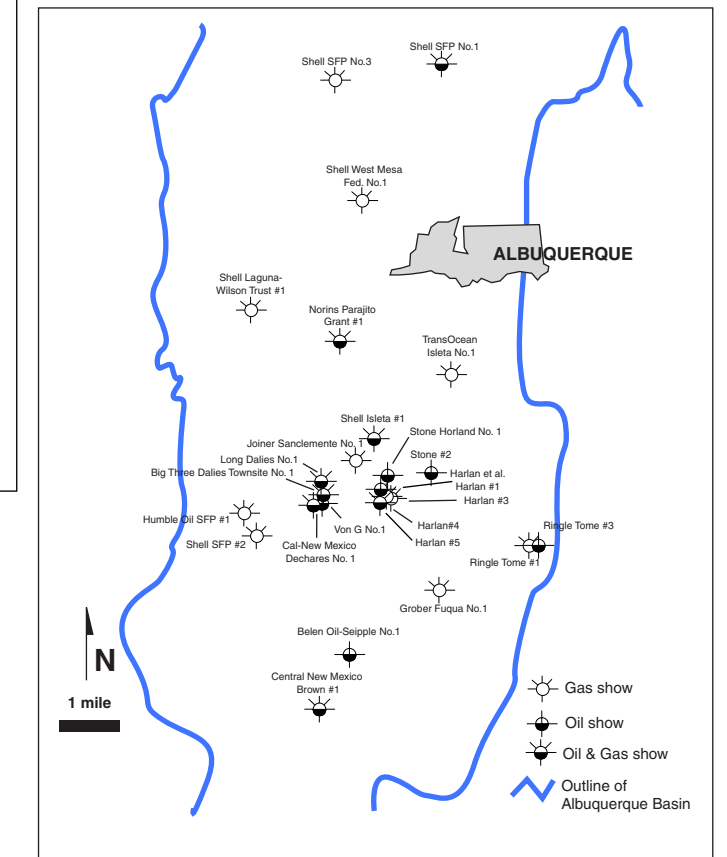 Shell SFP No.1
Shell SFP No.3
Shell West Mesa
Fed. No.1
ALBUQUERQUE
Shell Laguna-
Wilson Trust #1
Norins Parajito
Grant #1
TransOcean
Isleta No.1
Shell Isleta #1
Stone Horland No. 1
Joiner Sanclemente No. 1
Stone #2
Long Dalies No.1
Big Three Dalies Townsite No. 1
Harlan et al.
Harlan #1
Harlan #3
Humble Oil SFP #1
Von G No.1
Harlan#4
Ringle Tome #3
Shell SFP #2
Cal-New Mexico
Dechares No. 1
Harlan #5
Ringle Tome #1
Grober Fuqua No.1
Belen Oil-Seipple No.1
N
Central New Mexico
Brown #1
1 mile
Gas show
Oil show
Oil & Gas show
Outline of
Albuquerque Basin